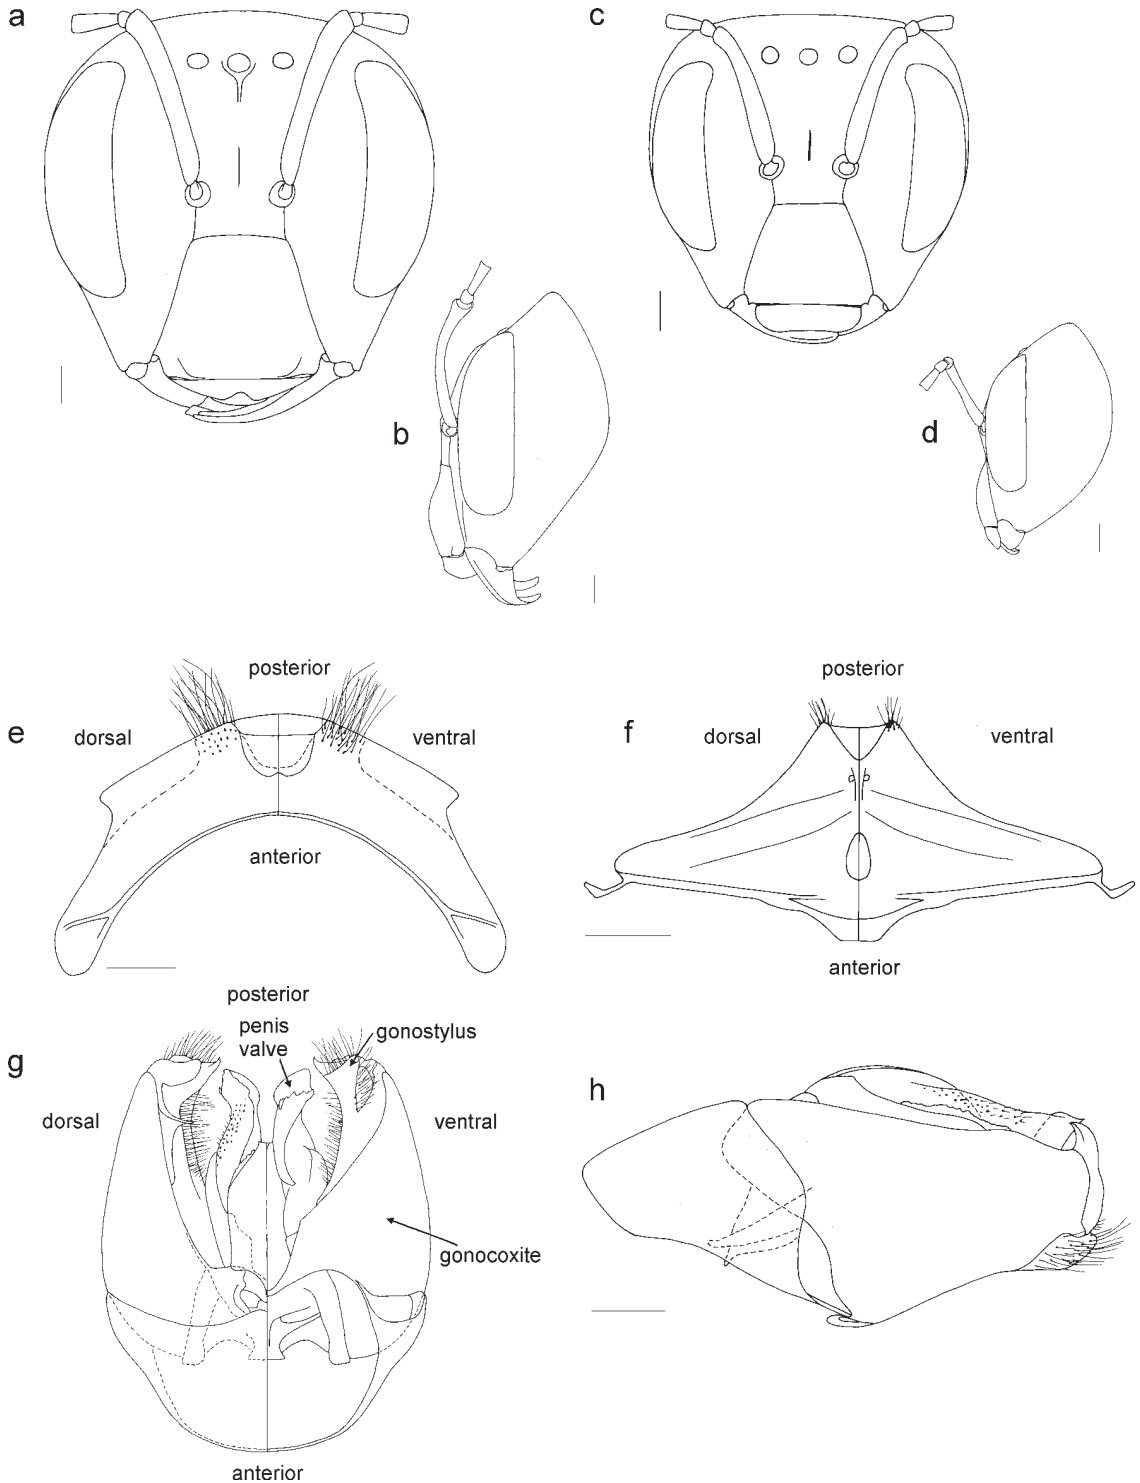 a
c
b
d
posterior
e
dorsal
ventral
anterior
posterior
f
dorsal
ventral
anterior
posterior
penis
valve
gonostylus
g
dorsal
ventral
gonocoxite
anterior
h